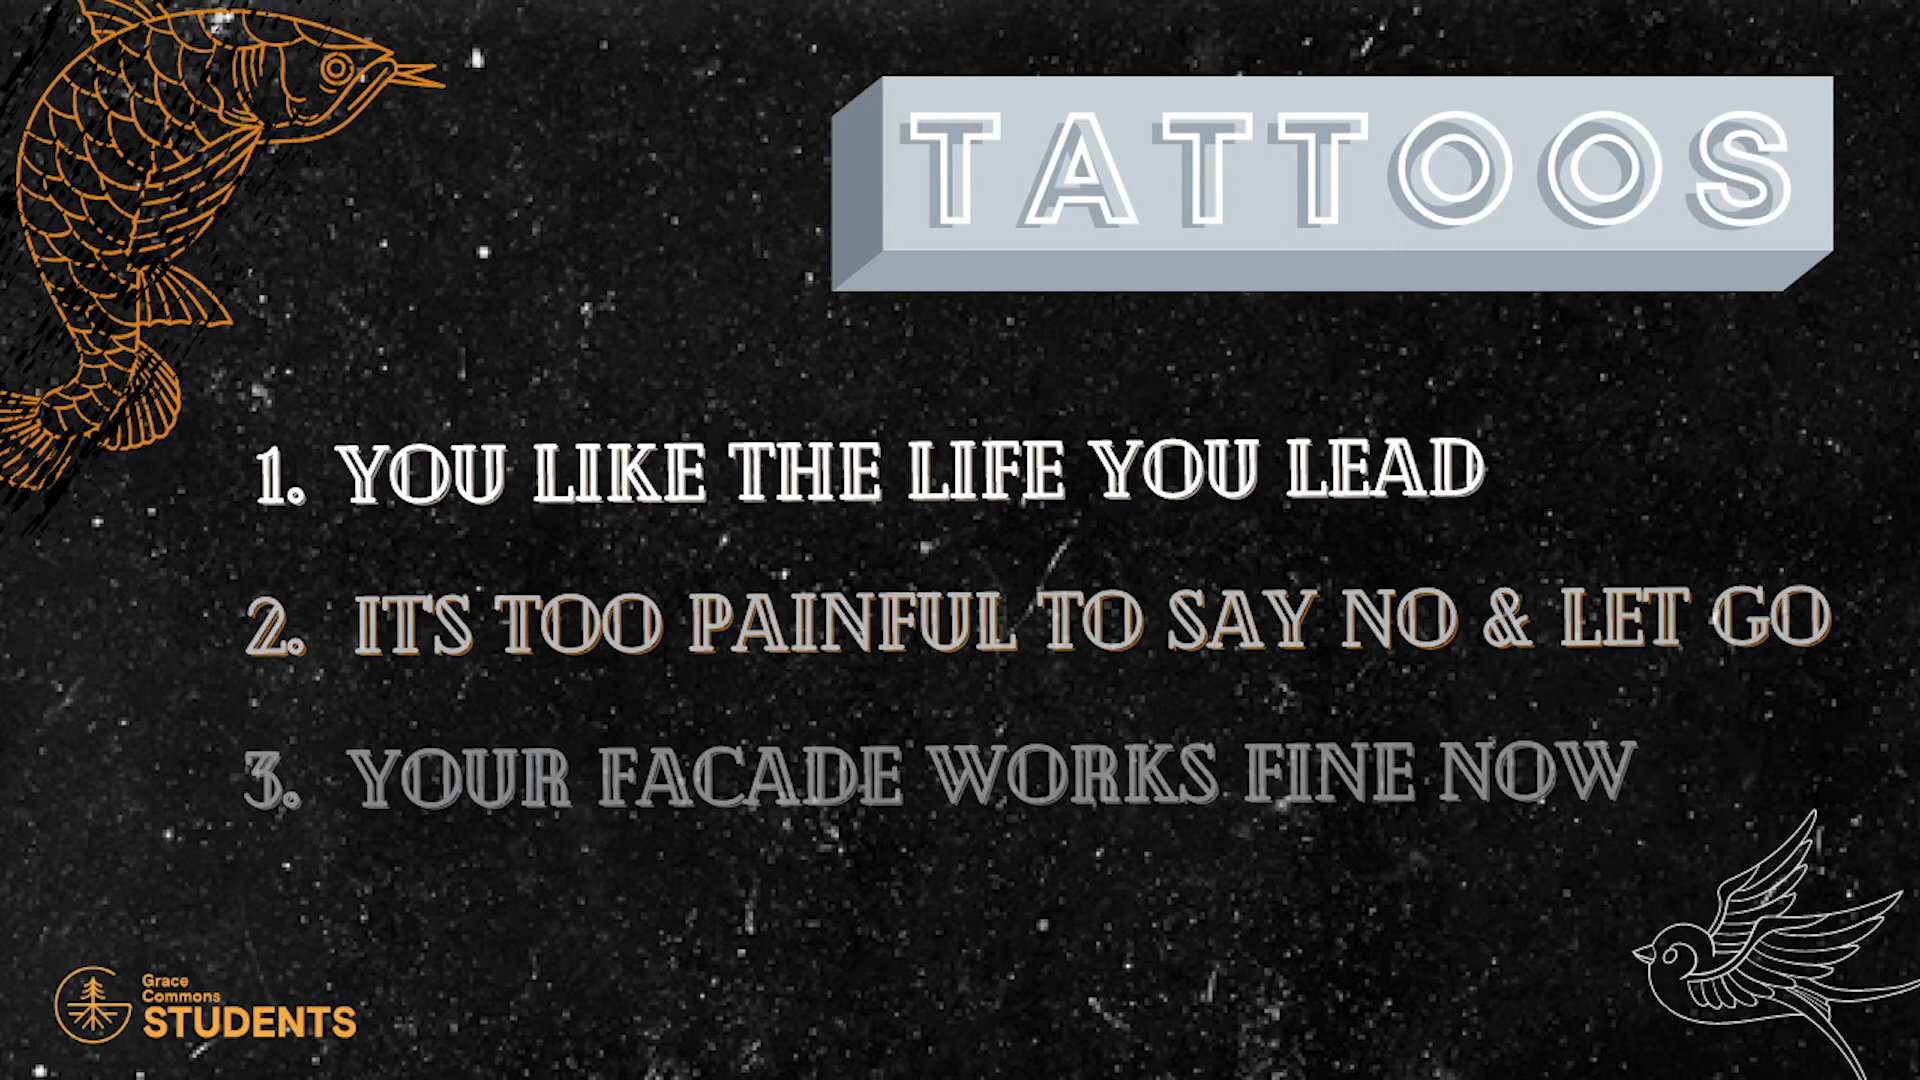 TATTOOS
1. YOU LIKE THE LIFE YOU LEAD
2. IT'S TOO PAINFUL TO SAY NO & LET GO
3. YOUR FACADE WORKS FINE NOW
Grace
Commons
STUDENTS